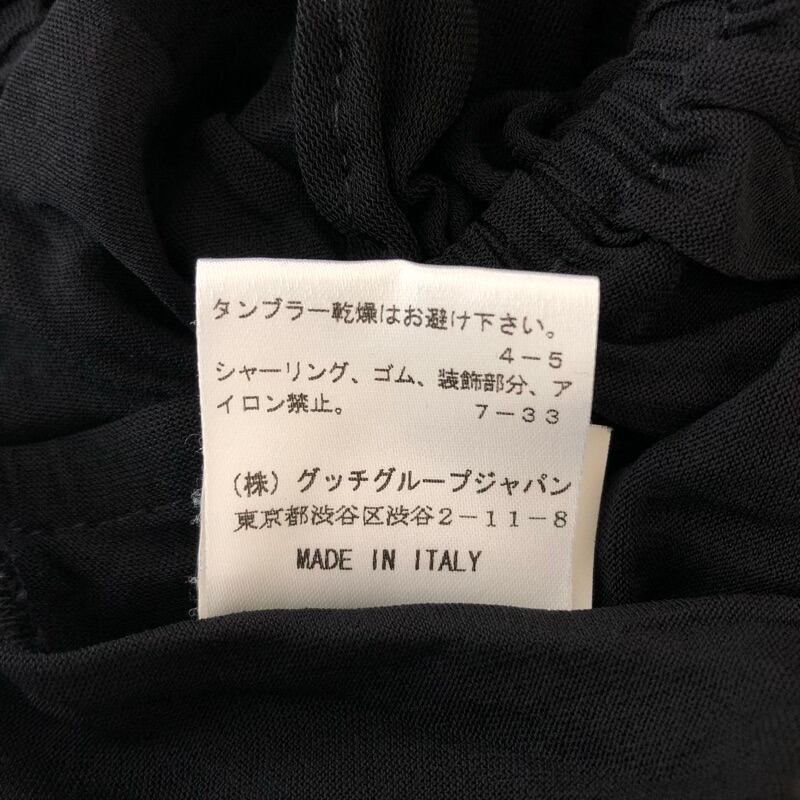 タンブラー乾燥はお避け下さい。
4-5
シャーリング、ゴム、装飾部分、ア
イロン禁止。 7-33
(株) グッチグループジャパン
東京都渋谷区渋谷2-11-8
MADE IN ITALY